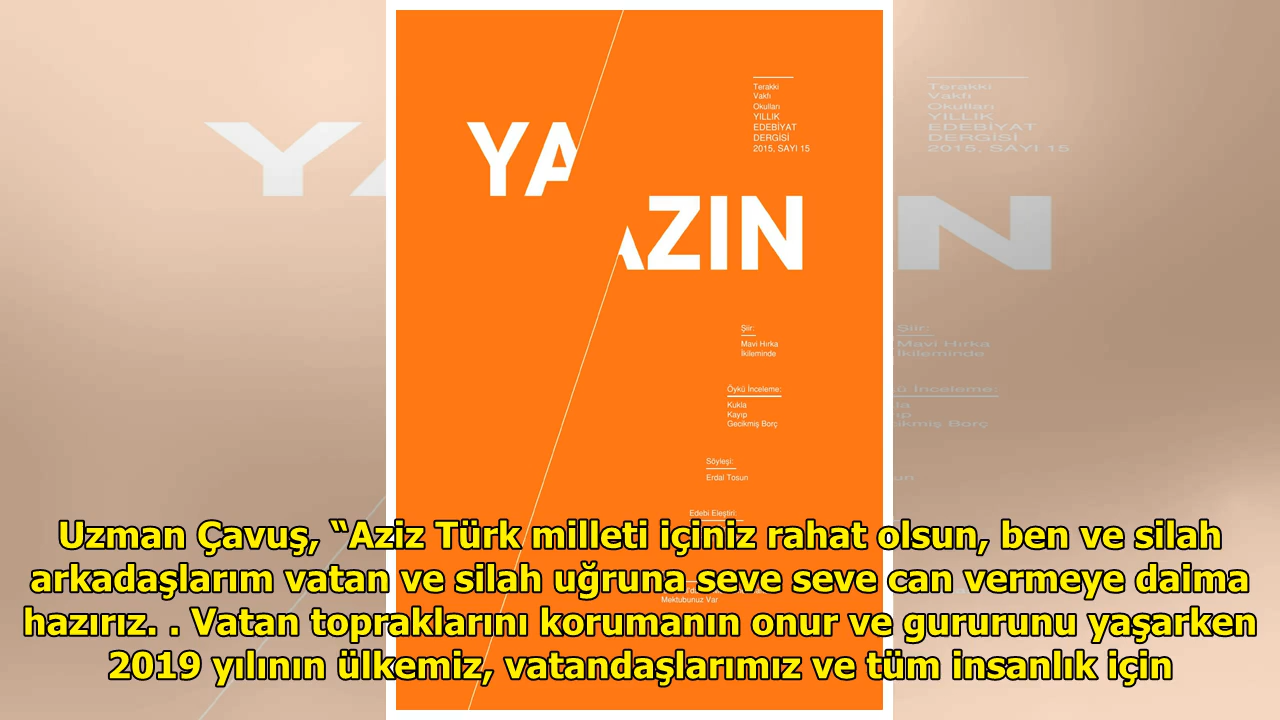 Terakki
Vakfı
Okulları
YILLIK
EDEBİYAT
DERGİSİ
2015, SAYI 15
YA
AZIN
Şiir:
Mavi Hırka
İkileminde
Öykü İnceleme:
Kukla
Kayıp
Gecikmiş Borç
Söyleşi:
Erdal Tosun
Edebi Eleştiri:
Mektubunuz Var
Uzman Çavuş, “Aziz Türk milleti içiniz rahat olsun, ben ve silah
arkadaşlarım vatan ve silah uğruna seve seve can vermeye daima
hazırız. . Vatan topraklarını korumanın onur ve gururunu yaşarken
2019 yılının ülkemiz, vatandaşlarımız ve tüm insanlık için